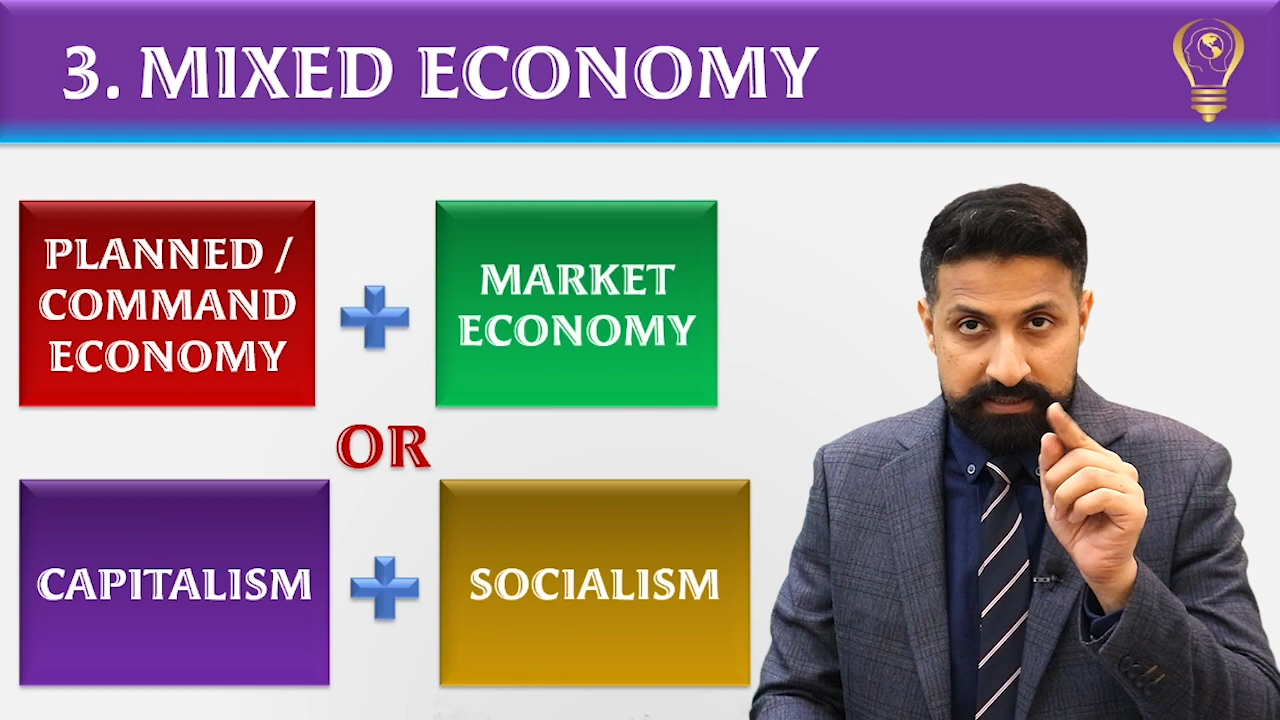 3. MIXED ECONOMY
PLANNED /
COMMAND
ECONOMY
MARKET
ECONOMY
OR
CAPITALISM
SOCIALISM